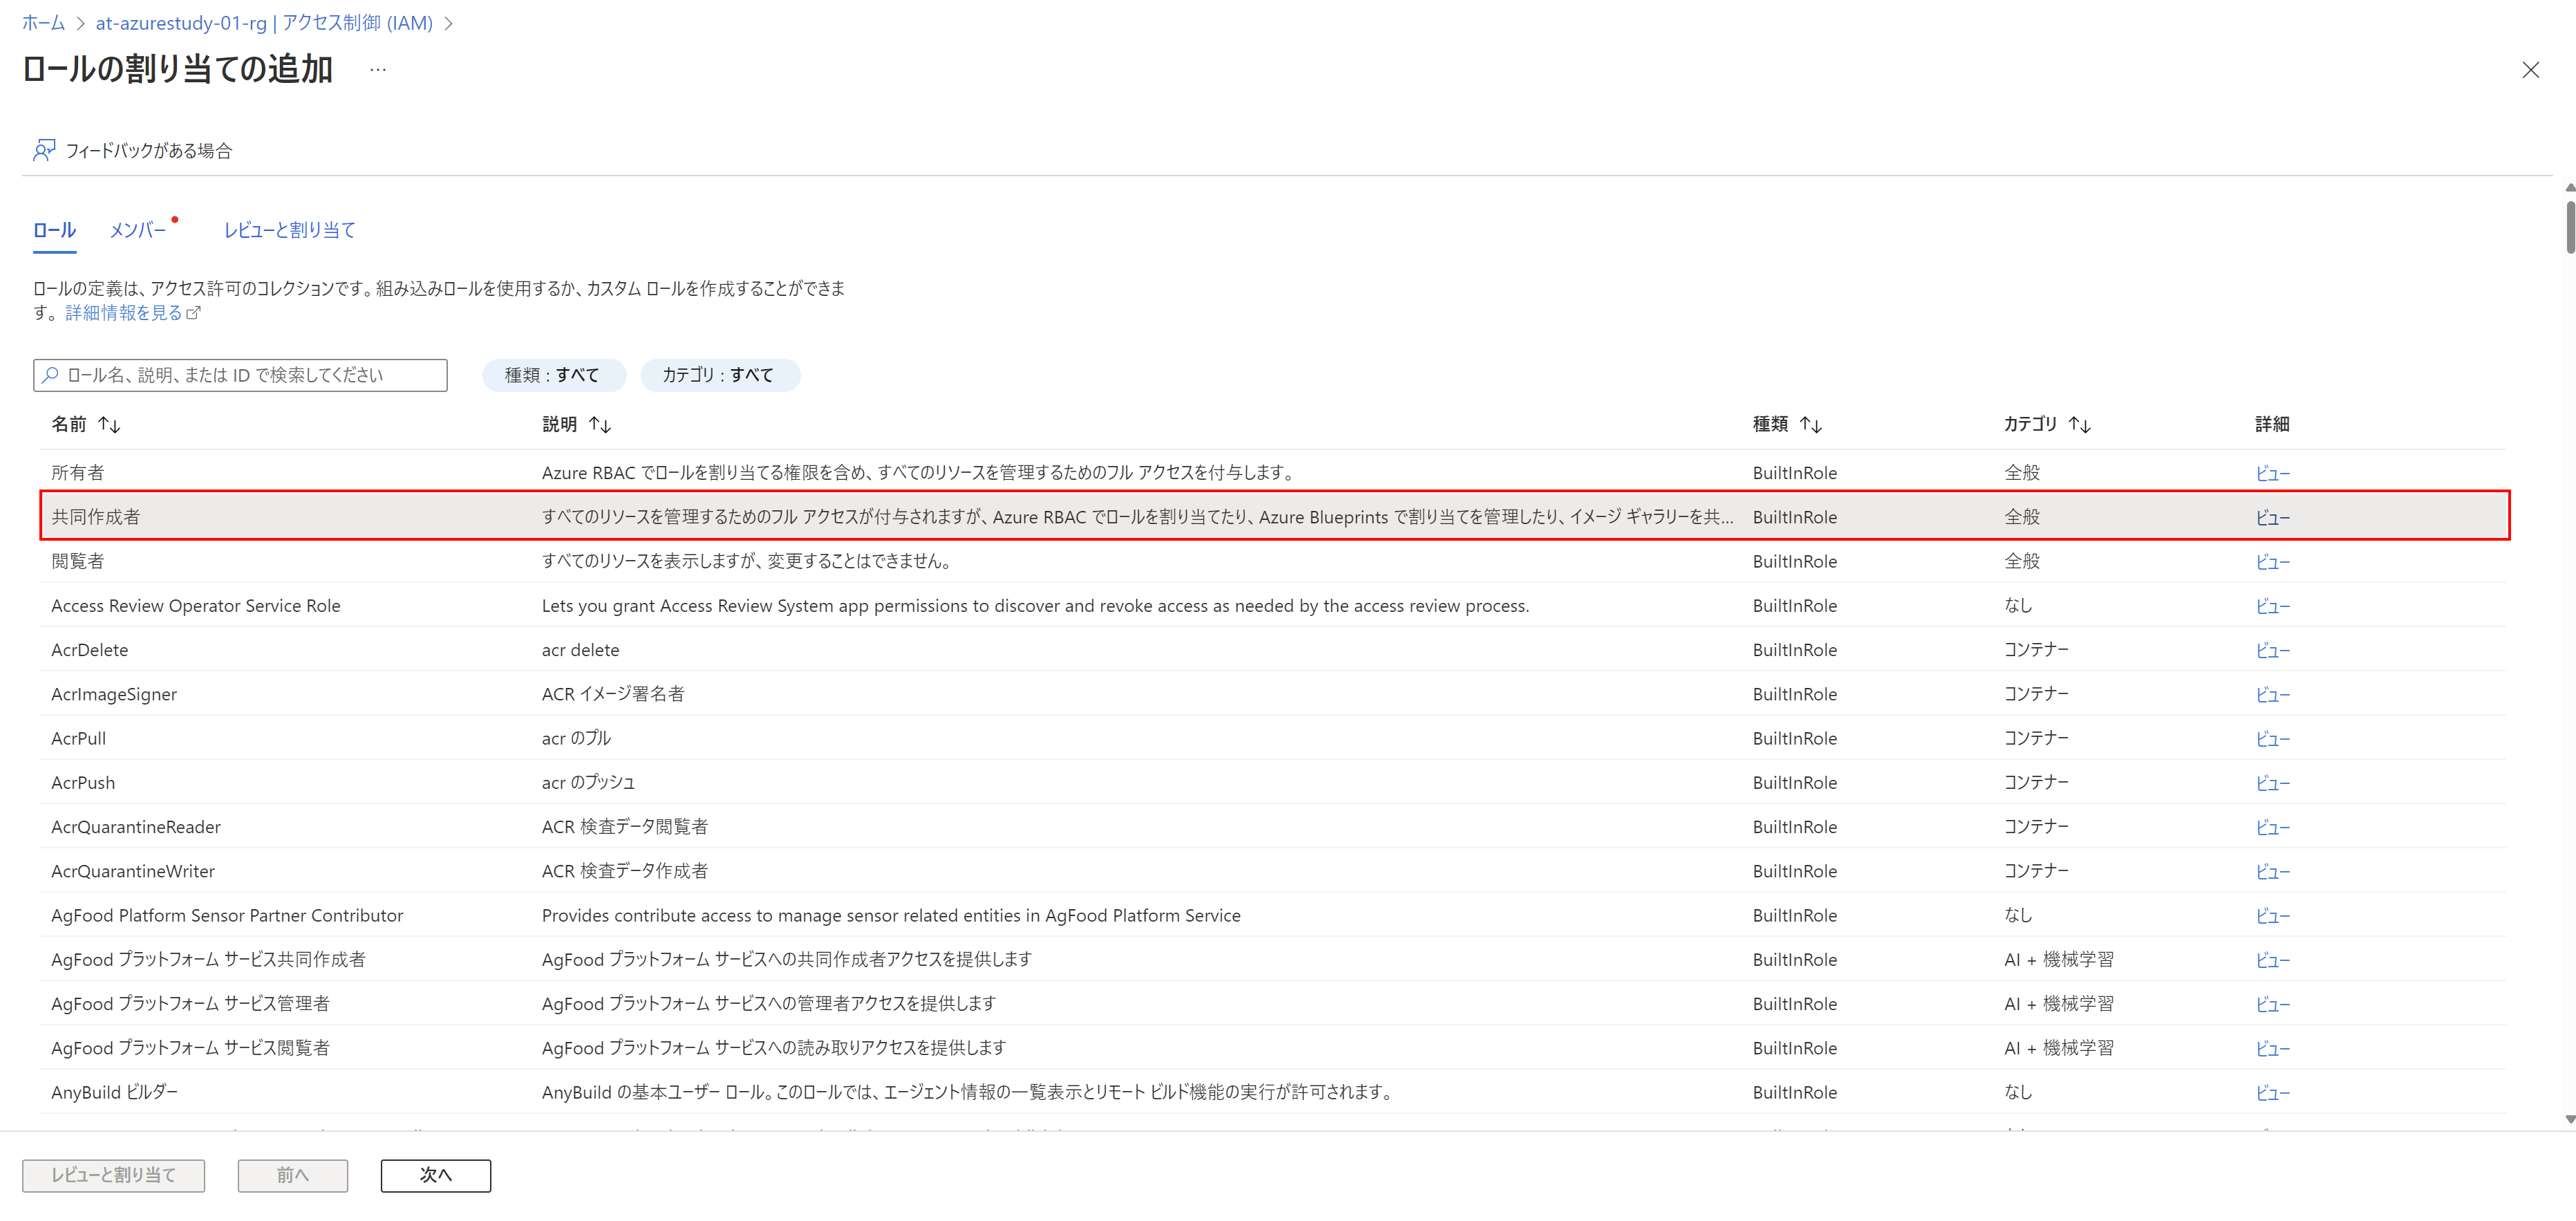 ホーム > at-azurestudy-01-rg | アクセス制御 (IAM) >
ロールの割り当ての追加 …
フィードバックがある場合
ロール メンバー レビューと割り当て
ロールの定義は、アクセス許可のコレクションです。組み込みロールを使用するか、カスタム ロールを作成することができま
す。 詳細情報を見る
ロール名、説明、または ID で検索してください 種類 : すべて カテゴリ : すべて
名前 ↑↓ 説明 ↑↓ 種類 ↑↓ カテゴリ ↑↓ 詳細
所有者 Azure RBAC でロールを割り当てる権限を含め、すべてのリソースを管理するためのフル アクセスを付与します。 BuiltInRole 全般 ビュー
共同作成者 すべてのリソースを管理するためのフル アクセスが付与されますが、Azure RBAC でロールを割り当てたり、Azure Blueprints で割り当てを管理したり、イメージ ギャラリーを共... BuiltInRole 全般 ビュー
閲覧者 すべてのリソースを表示しますが、変更することはできません。 BuiltInRole 全般 ビュー
Access Review Operator Service Role Lets you grant Access Review System app permissions to discover and revoke access as needed by the access review process. BuiltInRole なし ビュー
AcrDelete acr delete BuiltInRole コンテナー ビュー
AcrImageSigner ACR イメージ署名者 BuiltInRole コンテナー ビュー
AcrPull acr のプル BuiltInRole コンテナー ビュー
AcrPush acr のプッシュ BuiltInRole コンテナー ビュー
AcrQuarantineReader ACR 検査データ閲覧者 BuiltInRole コンテナー ビュー
AcrQuarantineWriter ACR 検査データ作成者 BuiltInRole コンテナー ビュー
AgFood Platform Sensor Partner Contributor Provides contribute access to manage sensor related entities in AgFood Platform Service BuiltInRole なし ビュー
AgFood プラットフォーム サービス共同作成者 AgFood プラットフォーム サービスへの共同作成者アクセスを提供します BuiltInRole AI + 機械学習 ビュー
AgFood プラットフォーム サービス管理者 AgFood プラットフォーム サービスへの管理者アクセスを提供します BuiltInRole AI + 機械学習 ビュー
AgFood プラットフォーム サービス閲覧者 AgFood プラットフォーム サービスへの読み取りアクセスを提供します BuiltInRole AI + 機械学習 ビュー
AnyBuild ビルダー AnyBuild の基本ユーザー ロール。このロールでは、エージェント情報の一覧表示とリモート ビルド機能の実行が許可されます。 BuiltInRole なし ビュー
レビューと割り当て 前へ 次へ